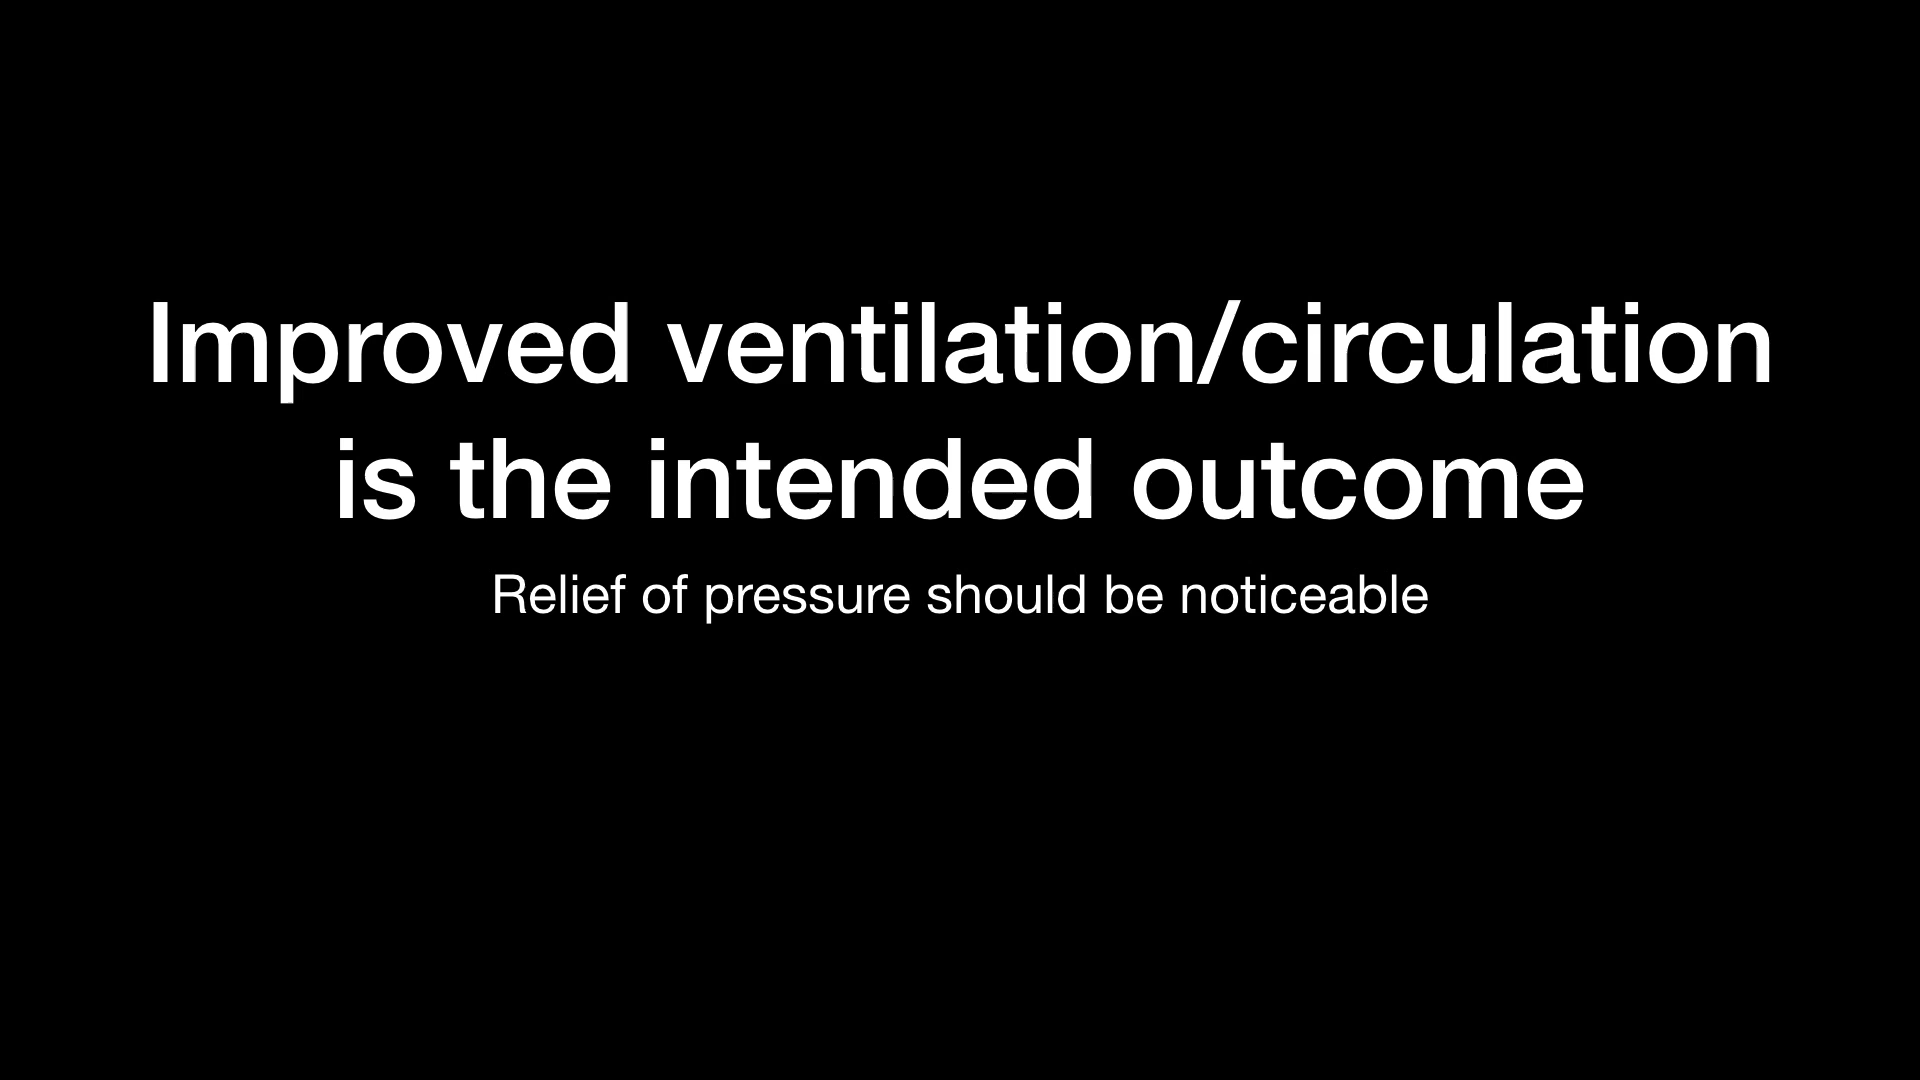 Improved ventilation/circulation
is the intended outcome
Relief of pressure should be noticeable